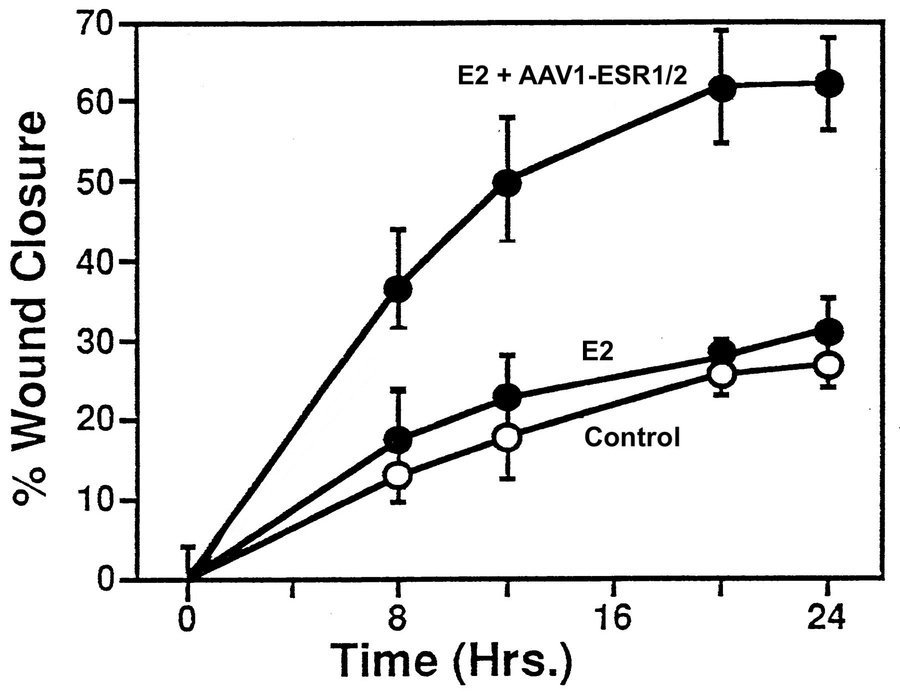 70
60
50
40
30
20
10
0
% Wound Closure
E2 + AAV1-ESR1/2
E2
Control
0
8
16
24
Time (Hrs.)